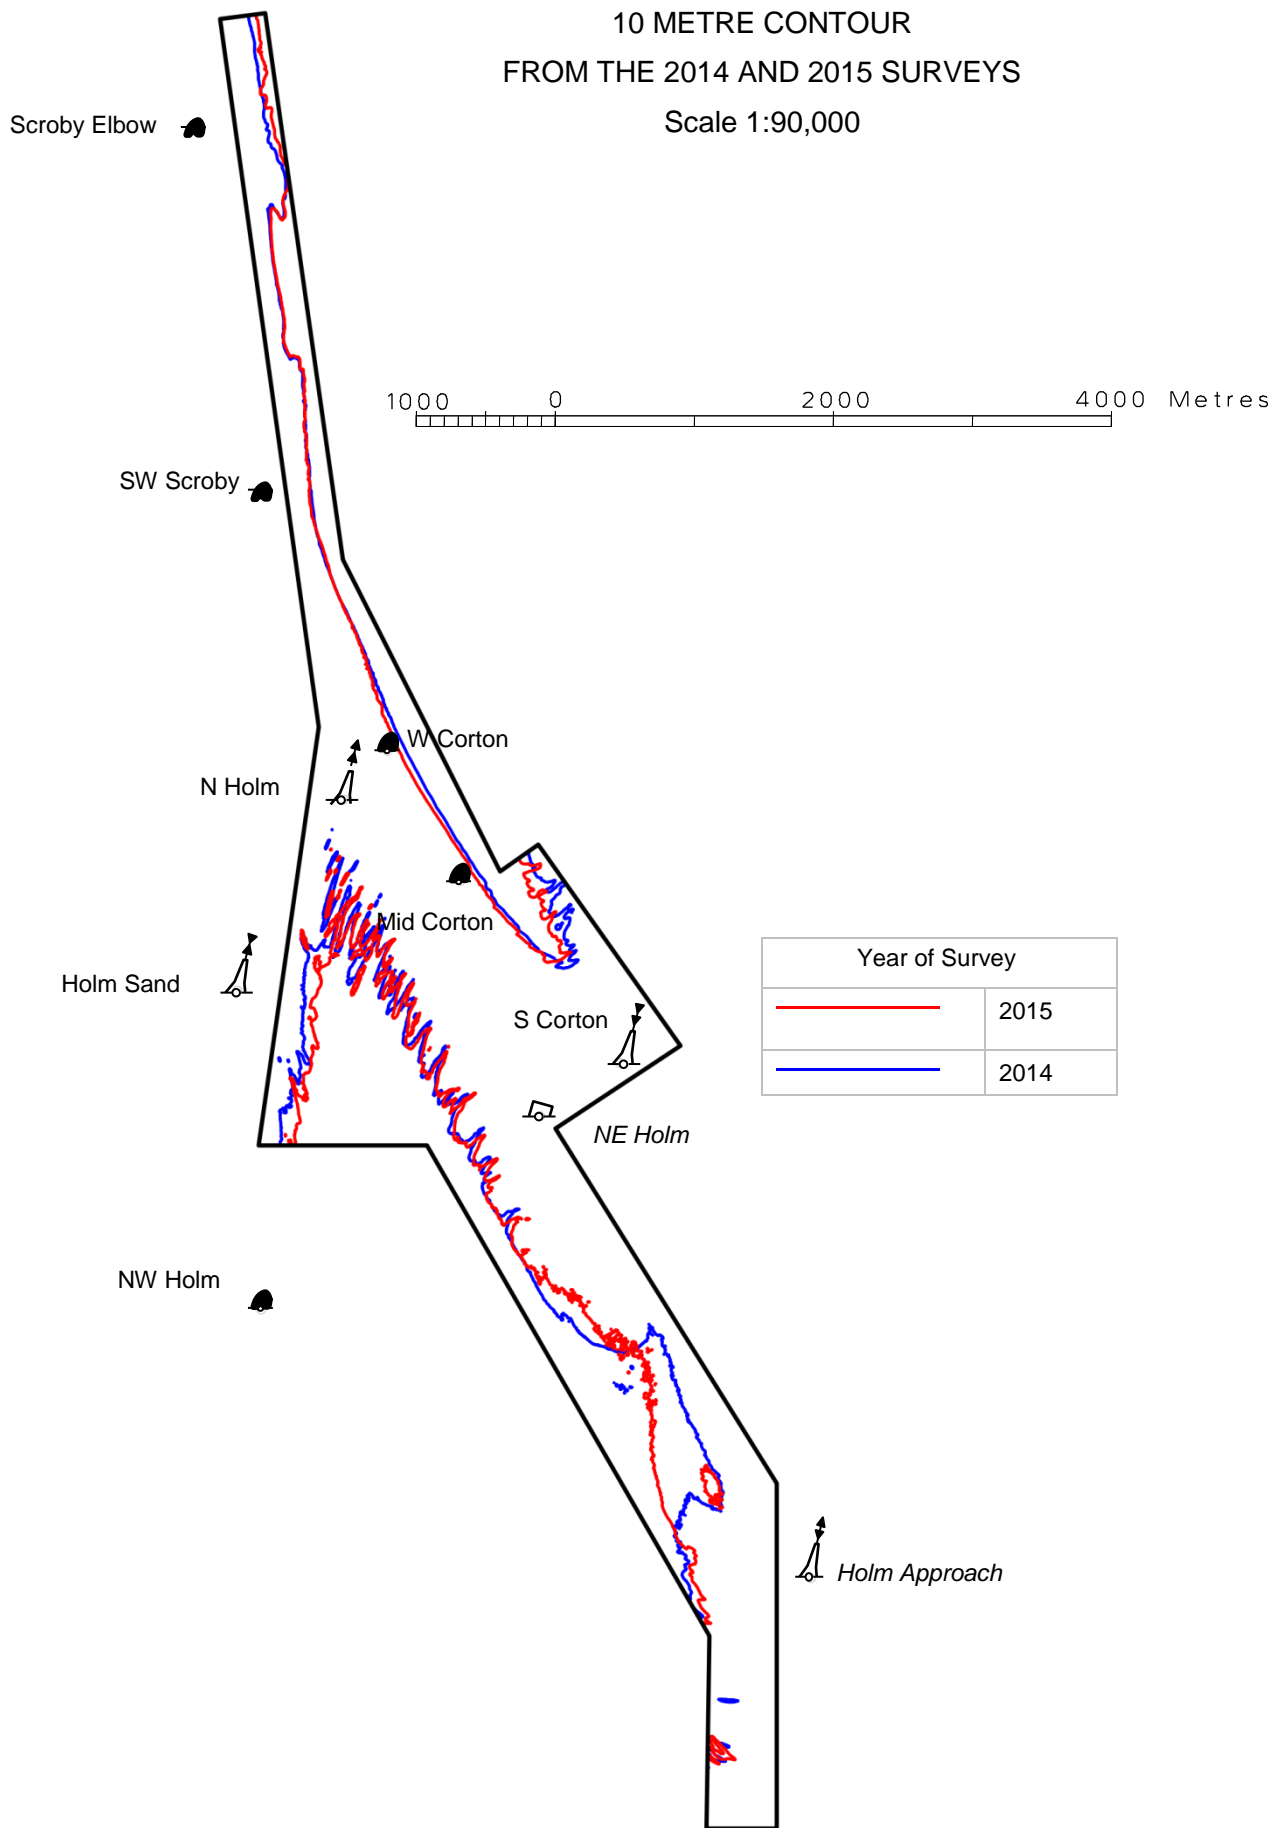 10 METRE CONTOUR
FROM THE 2014 AND 2015 SURVEYS
Scale 1:90,000
Scroby Elbow
1000 0 2000 4000 Metres
SW Scroby
W Corton
N Holm
Mid Corton
Holm Sand
Year of Survey
2015
S Corton
2014
NE Holm
NW Holm
Holm Approach